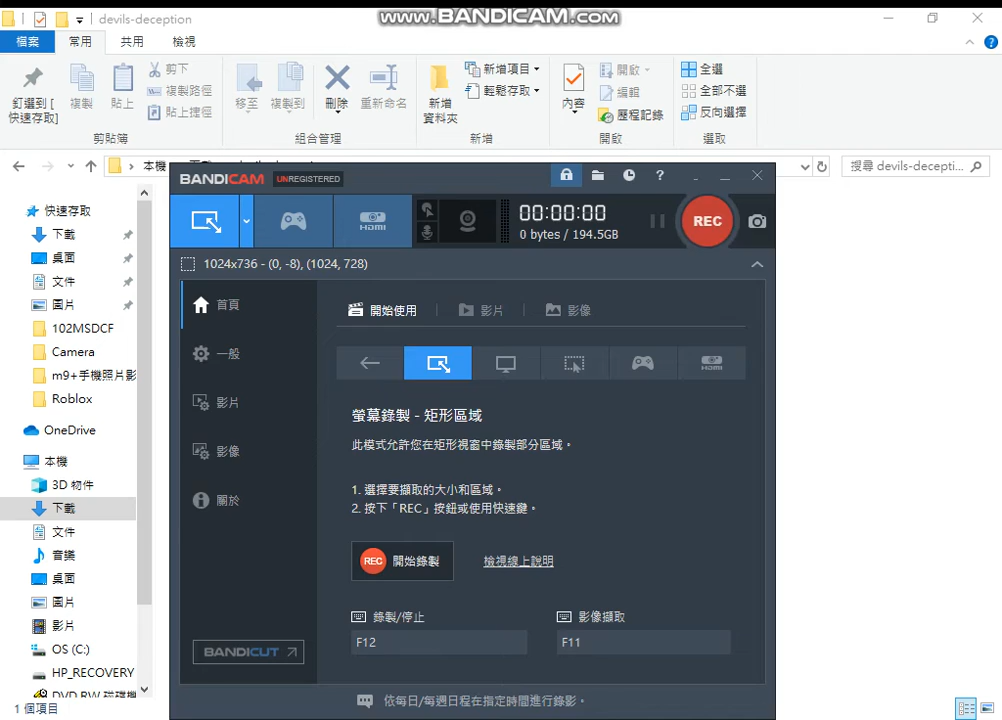 devils-deception
www.BANDICAM.com
檔案
常用
共用
檢視
釘選到 [
快速存取]
複製
貼上
剪下
複製路徑
貼上捷徑
剪貼簿
移至
複製到
刪除
重新命名
組合管理
新增
資料夾
新增項目
輕鬆存取
新增
內容
開啟
編輯
歷程記錄
開啟
全選
全部不選
反向選擇
選取
本機
搜尋 devils-decepti...
快速存取
下載
桌面
文件
圖片
102MSDCF
Camera
m9+手機照片影
Roblox
OneDrive
本機
3D 物件
下載
文件
音樂
桌面
圖片
影片
OS (C:)
HP_RECOVERY
DVD RW 磁碟機
1 個項目
BANDICAM
UNREGISTERED
HDMI
00:00:00
0 bytes / 194.5GB
REC
1024x736 - (0, -8), (1024, 728)
首頁
一般
影片
影像
關於
BANDICUT
開始使用
影片
影像
HDMI
螢幕錄製 - 矩形區域
此模式允許您在矩形視窗中錄製部分區域。
1. 選擇要擷取的大小和區域。
2. 按下「REC」按鈕或使用快速鍵。
REC 開始錄製
檢視線上說明
錄製/停止
F12
影像擷取
F11
依每日/每週日程在指定時間進行錄影。